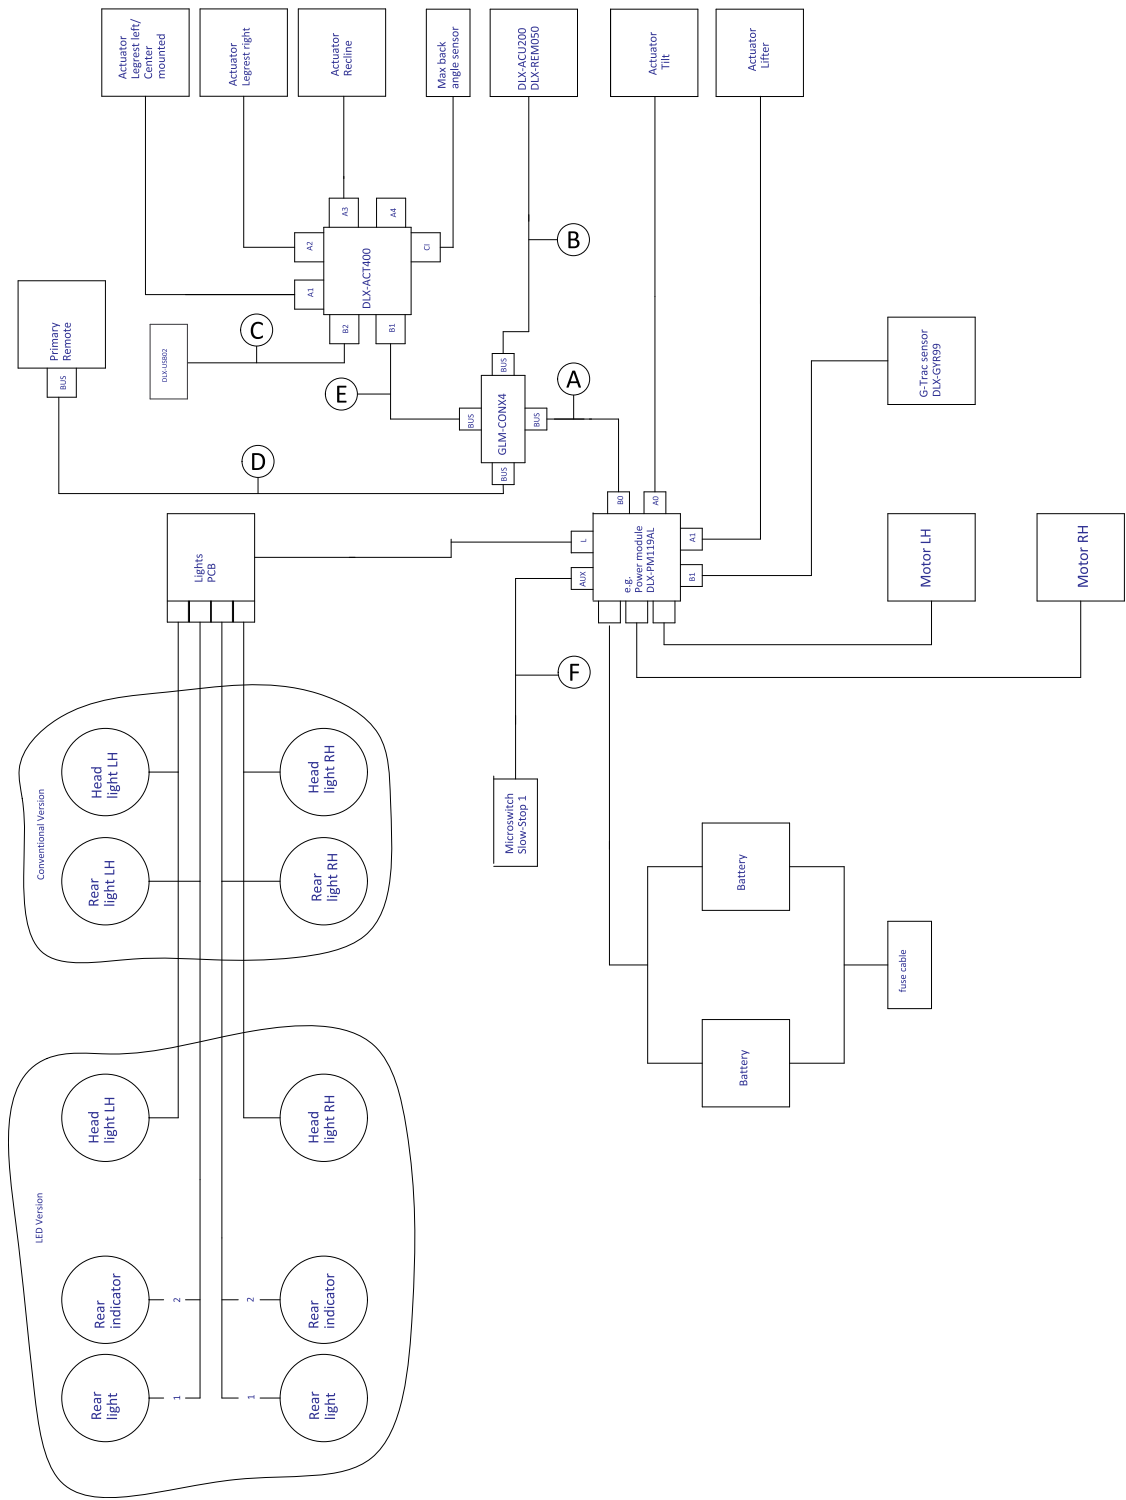 Actuator
Legrest left/
Center
mounted
Actuator
Legrest right
Actuator
Recline
Max back
angle sensor
DLX-ACU200
DLX-REM050
Actuator
Tilt
Actuator
Lifter
A3
A4
A2
CI
DLX-ACT400
A1
B2
B1
B
C
Primary
Remote
BUS
DLX-USB02
E
A
BUS
BUS
GLM-CONX4
BUS
BUS
G-Trac sensor
DLX-GYR99
D
B0
A0
L
A1
e.g.
Power module
DLX-PM119AL
AUX
B1
Lights
PCB
Motor LH
Motor RH
F
Conventional Version
Head
light LH
Head
light RH
Rear
light LH
Rear
light RH
Microswitch
Slow-Stop 1
Battery
fuse cable
Battery
LED Version
Head
light LH
Head
light RH
Rear
indicator
2
2
Rear
indicator
Rear
light
1
1
Rear
light